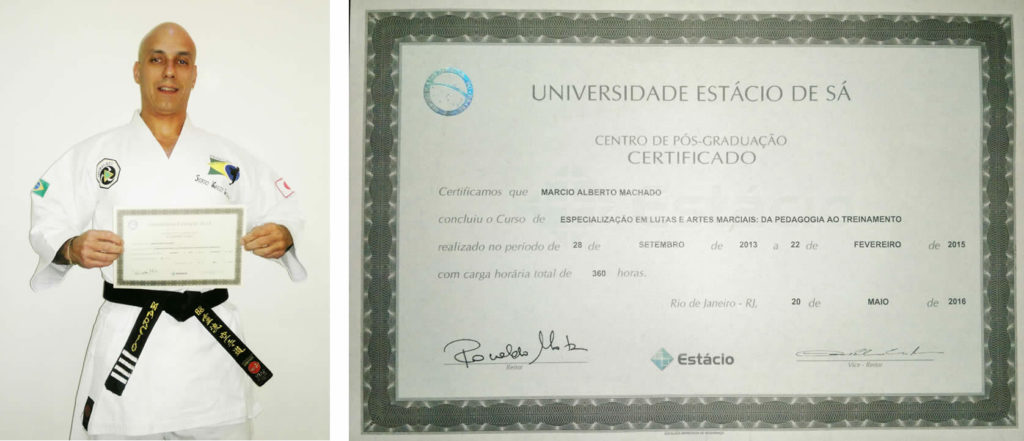 UNIVERSIDADE ESTÁCIO DE SÁ
CENTRO DE PÓS-GRADUAÇÃO
CERTIFICADO
Certificamos que MARCIO ALBERTO MACHADO
concluiu o Curso de ESPECIALIZAÇÃO EM LUTAS E ARTES MARCIAIS: DA PEDAGOGIA AO TREINAMENTO
realizado no período de 28 de SETEMBRO de 2013 a 22 de FEVEREIRO de 2015
com carga horária total de 360 horas.
Rio de Janeiro - RJ, 20 de MAIO de 2016
Reitor
Estácio
Vice - Reitor